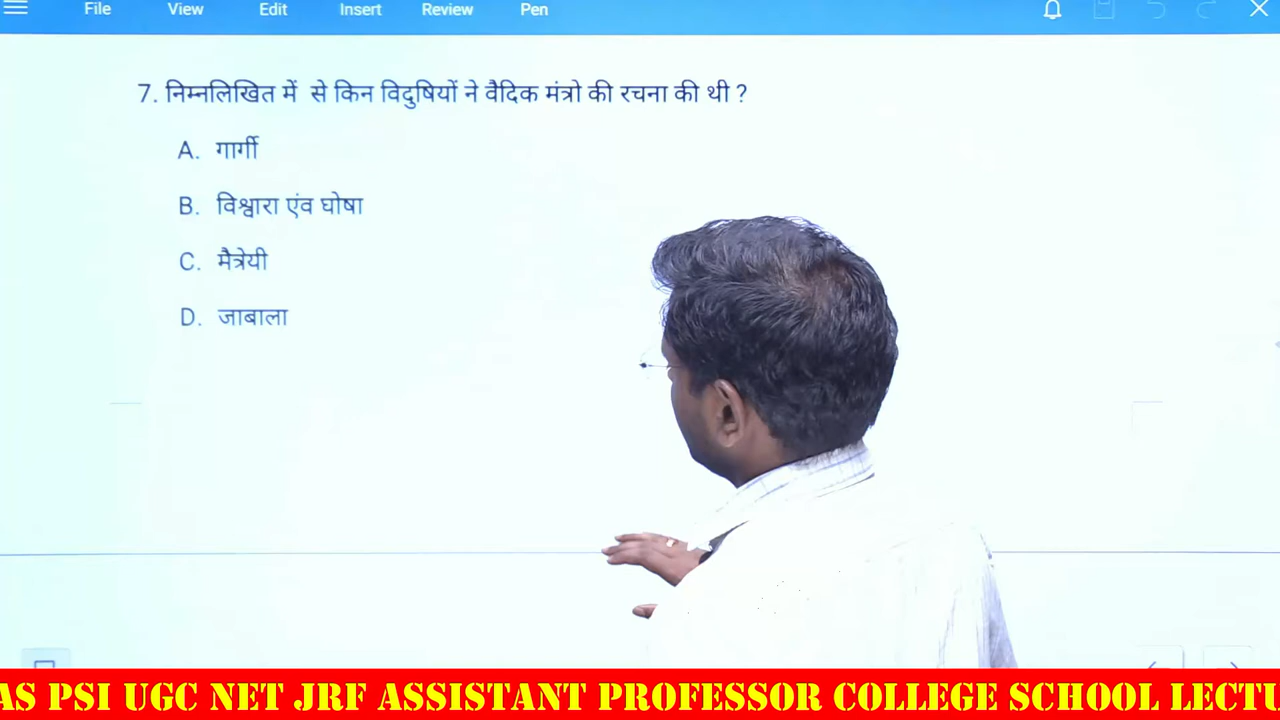 File View Edit Insert Review Pen
7. निम्नलिखित में से किन विदुषियों ने वैदिक मंत्रो की रचना की थी ?
A. गार्गी
B. विश्वारा एंव घोषा
C. मैत्रेयी
D. जाबाला
AS PSI UGC NET JRF ASSISTANT PROFESSOR COLLEGE SCHOOL LECTU